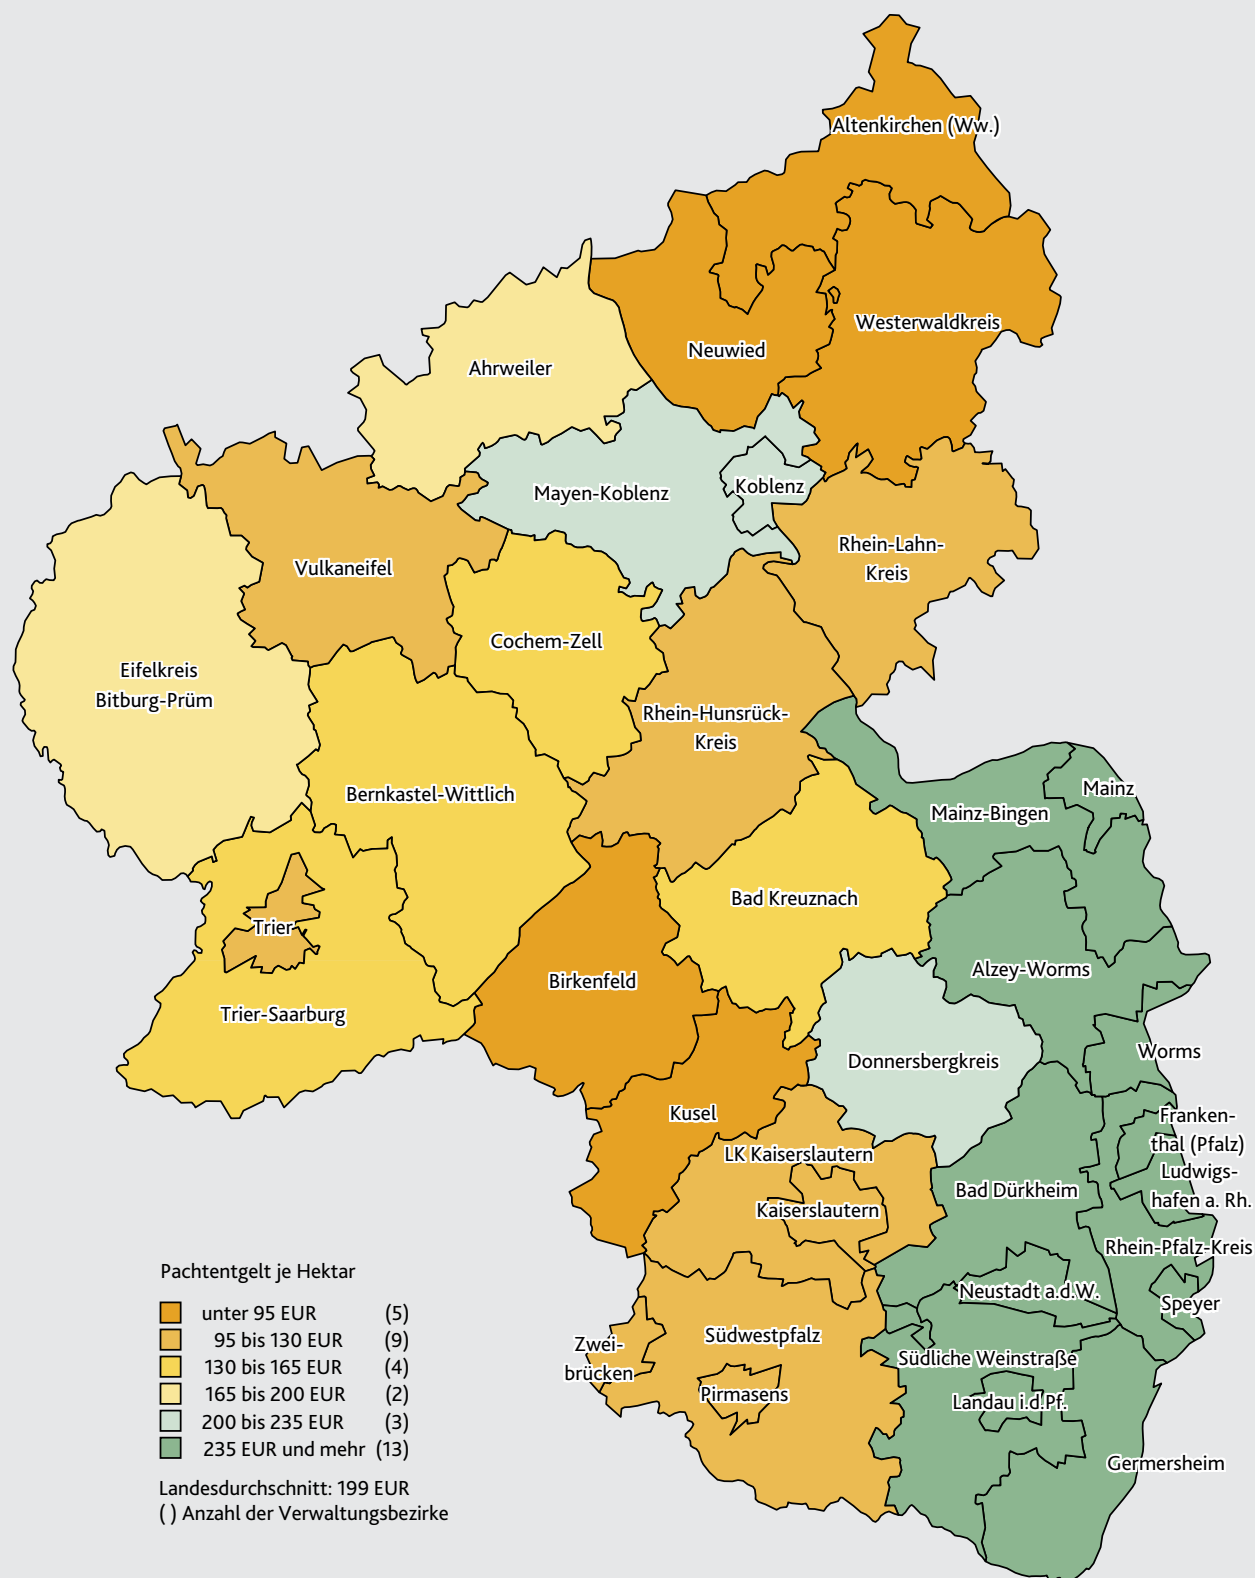 Altenkirchen (Ww.)
Westerwaldkreis
Neuwied
Ahrweiler
Mayen-Koblenz
Koblenz
Rhein-Lahn-
Kreis
Vulkaneifel
Cochem-Zell
Eifelkreis
Bitburg-Prüm
Rhein-Hunsrück-
Kreis
Bernkastel-Wittlich
Mainz
Mainz-Bingen
Bad Kreuznach
Trier
Alzey-Worms
Birkenfeld
Trier-Saarburg
Worms
Donnersbergkreis
Kusel
Franken-
thal (Pfalz)
LK Kaiserslautern
Ludwigs-
hafen a. Rh.
Bad Dürkheim
Kaiserslautern
Rhein-Pfalz-Kreis
Neustadt a.d.W.
Speyer
Südwestpfalz
Zwei-
brücken
Südliche Weinstraße
Pirmasens
Landau i.d.Pf.
Germersheim
Pachtentgelt je Hektar
unter 95 EUR (5)
95 bis 130 EUR (9)
130 bis 165 EUR (4)
165 bis 200 EUR (2)
200 bis 235 EUR (3)
235 EUR und mehr (13)
Landesdurchschnitt: 199 EUR
( ) Anzahl der Verwaltungsbezirke